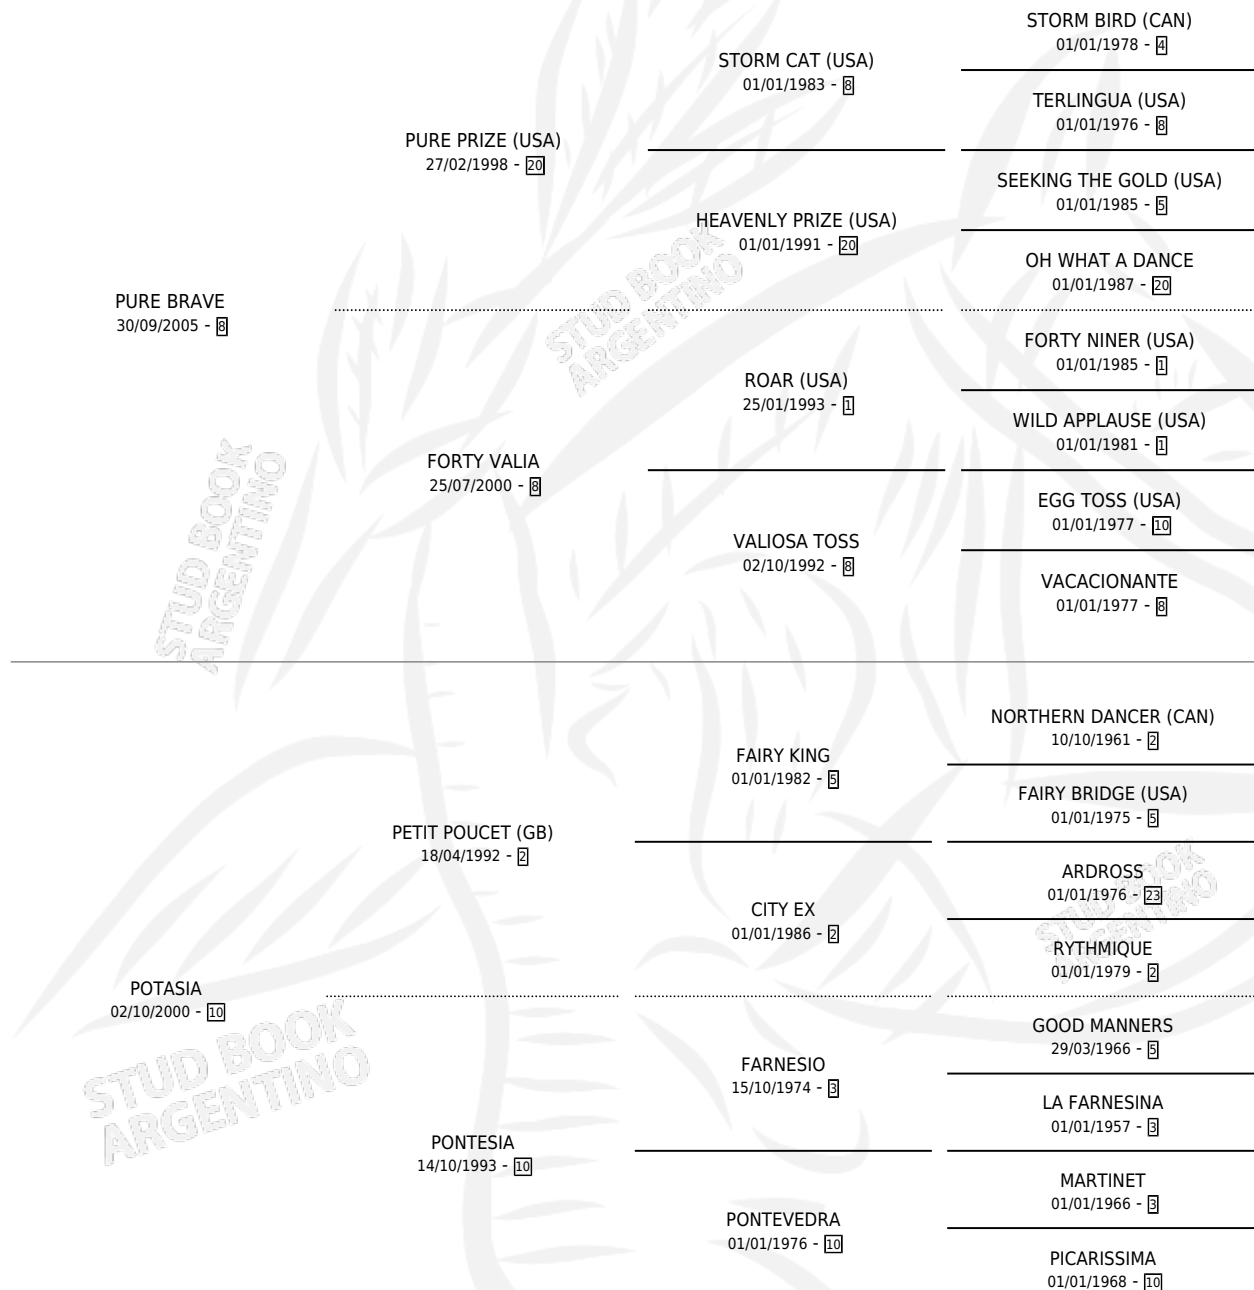 STORM BIRD (CAN)
01/01/1978 - 4
STORM CAT (USA)
01/01/1983 - 8
TERLINGUA (USA)
01/01/1976 - 8
PURE PRIZE (USA)
27/02/1998 - 20
SEEKING THE GOLD (USA)
01/01/1985 - 5
HEAVENLY PRIZE (USA)
01/01/1991 - 20
OH WHAT A DANCE
01/01/1987 - 20
PURE BRAVE
30/09/2005 - 8
STUD BOOK
ARGENTINO
FORTY NINER (USA)
01/01/1985 - 1
ROAR (USA)
25/01/1993 - 1
WILD APPLAUSE (USA)
01/01/1981 - 1
FORTY VALIA
25/07/2000 - 8
EGG TOSS (USA)
01/01/1977 - 10
VALIOSA TOSS
02/10/1992 - 8
VACACIONANTE
01/01/1977 - 8
STUD BOOK
ARGENTINO
NORTHERN DANCER (CAN)
10/10/1961 - 2
FAIRY KING
01/01/1982 - 5
FAIRY BRIDGE (USA)
01/01/1975 - 5
PETIT POUCET (GB)
18/04/1992 - 2
ARDROSS
01/01/1976 - 23
CITY EX
01/01/1986 - 2
RYTHMIQUE
01/01/1979 - 2
STUD BOOK
ARGENTINO
POTASIA
02/10/2000 - 10
GOOD MANNERS
29/03/1966 - 5
FARNESIO
15/10/1974 - 3
LA FARNESINA
01/01/1957 - 3
STUD BOOK
ARGENTINO
PONTESIA
14/10/1993 - 10
MARTINET
01/01/1966 - 3
PONTEVEDRA
01/01/1976 - 10
PICARISSIMA
01/01/1968 - 10